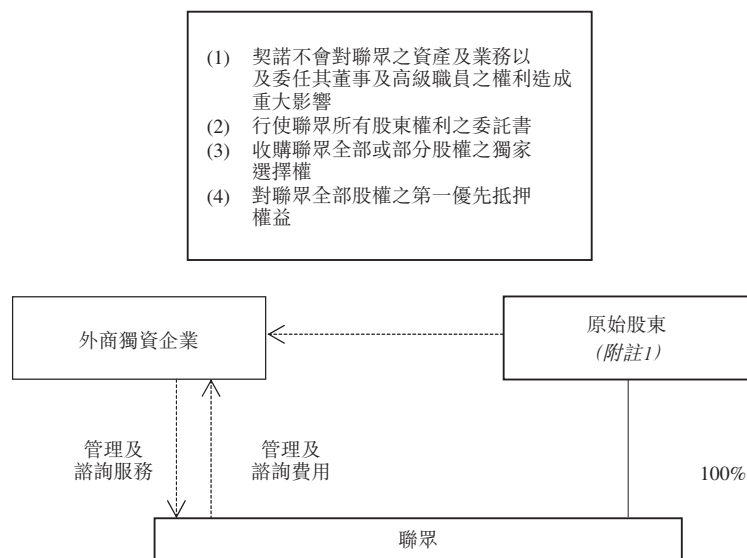 (1) 契諾不會對聯眾之資產及業務以
及委任其董事及高級職員之權利造成
重大影響
(2) 行使聯眾所有股東權利之委託書
(3) 收購聯眾全部或部分股權之獨家
選擇權
(4) 對聯眾全部股權之第一優先抵押
權益
外商獨資企業
原始股東
(附註1)
管理及
諮詢服務
管理及
諮詢費用
100%
聯眾